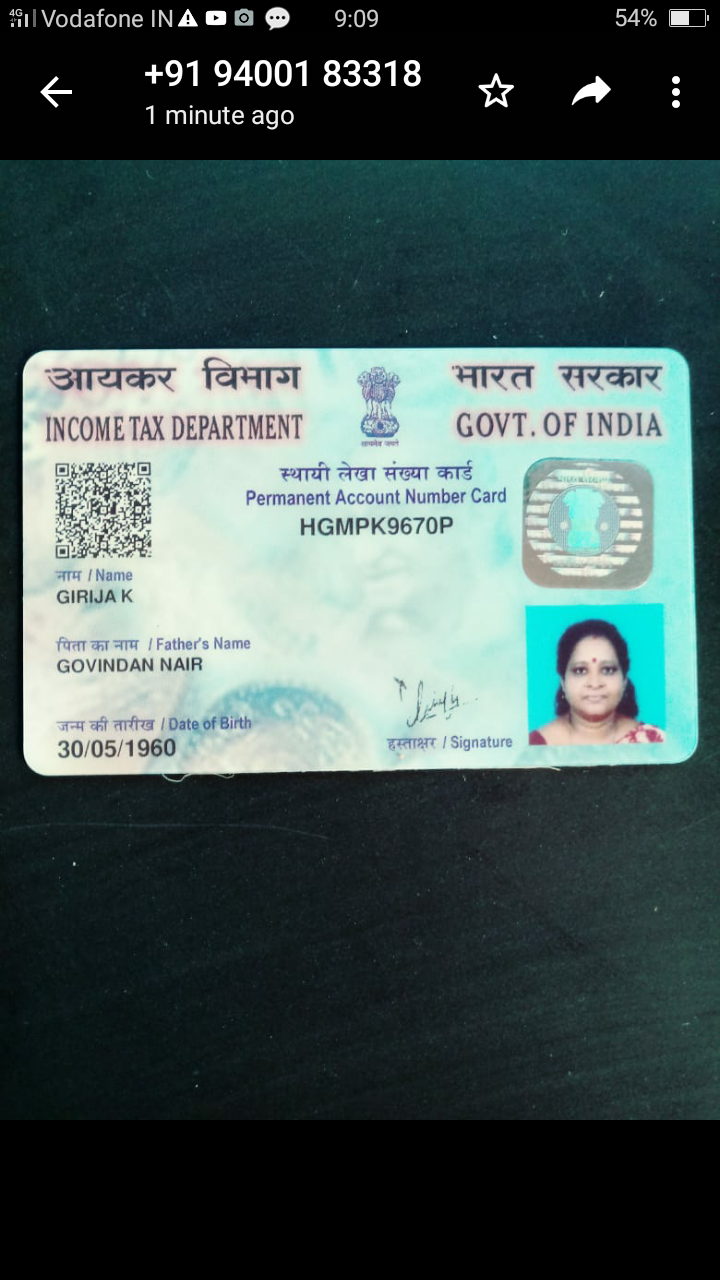 4G Vodafone IN 9:09 54%
+91 94001 83318
1 minute ago
आयकर विभाग भारत सरकार
INCOME TAX DEPARTMENT GOVT. OF INDIA
सत्यमेव जयते
स्थायी लेखा संख्या कार्ड
Permanent Account Number Card
HGMPK9670P
नाम / Name
GIRIJA K
पिता का नाम / Father's Name
GOVINDAN NAIR
जन्म की तारीख / Date of Birth
30/05/1960
हस्ताक्षर / Signature